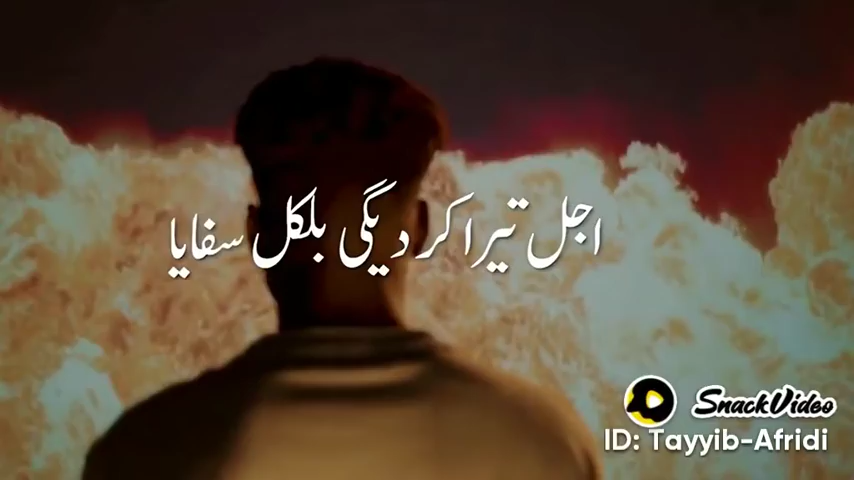 اجل تیرا کر دیگی بلکل سفایا
SnackVideo
ID: Tayyib-Afridi